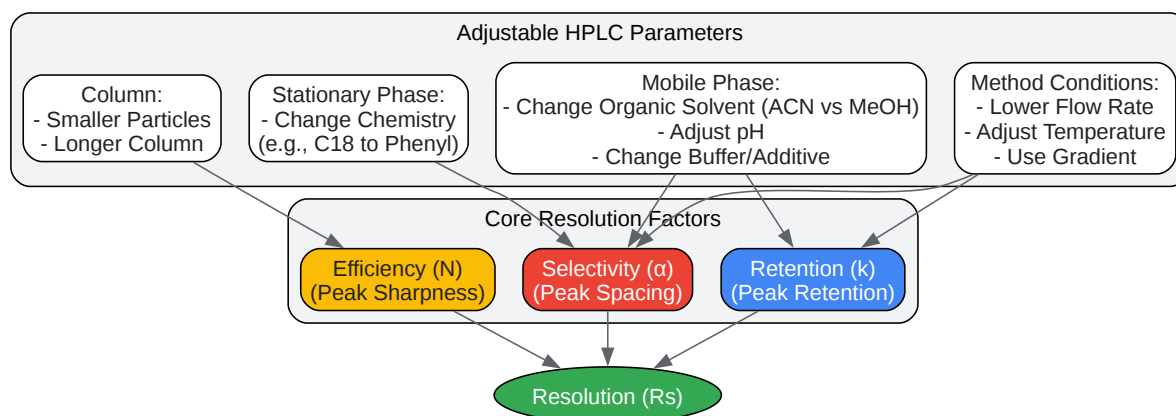 Adjustable HPLC Parameters
Column:
- Smaller Particles
- Longer Column
Stationary Phase:
- Change Chemistry
(e.g., C18 to Phenyl)
Mobile Phase:
- Change Organic Solvent (ACN vs MeOH)
- Adjust pH
- Change Buffer/Additive
Method Conditions:
- Lower Flow Rate
- Adjust Temperature
- Use Gradient
Core Resolution Factors
Efficiency (N)
(Peak Sharpness)
Selectivity (α)
(Peak Spacing)
Retention (k)
(Peak Retention)
Resolution (Rs)